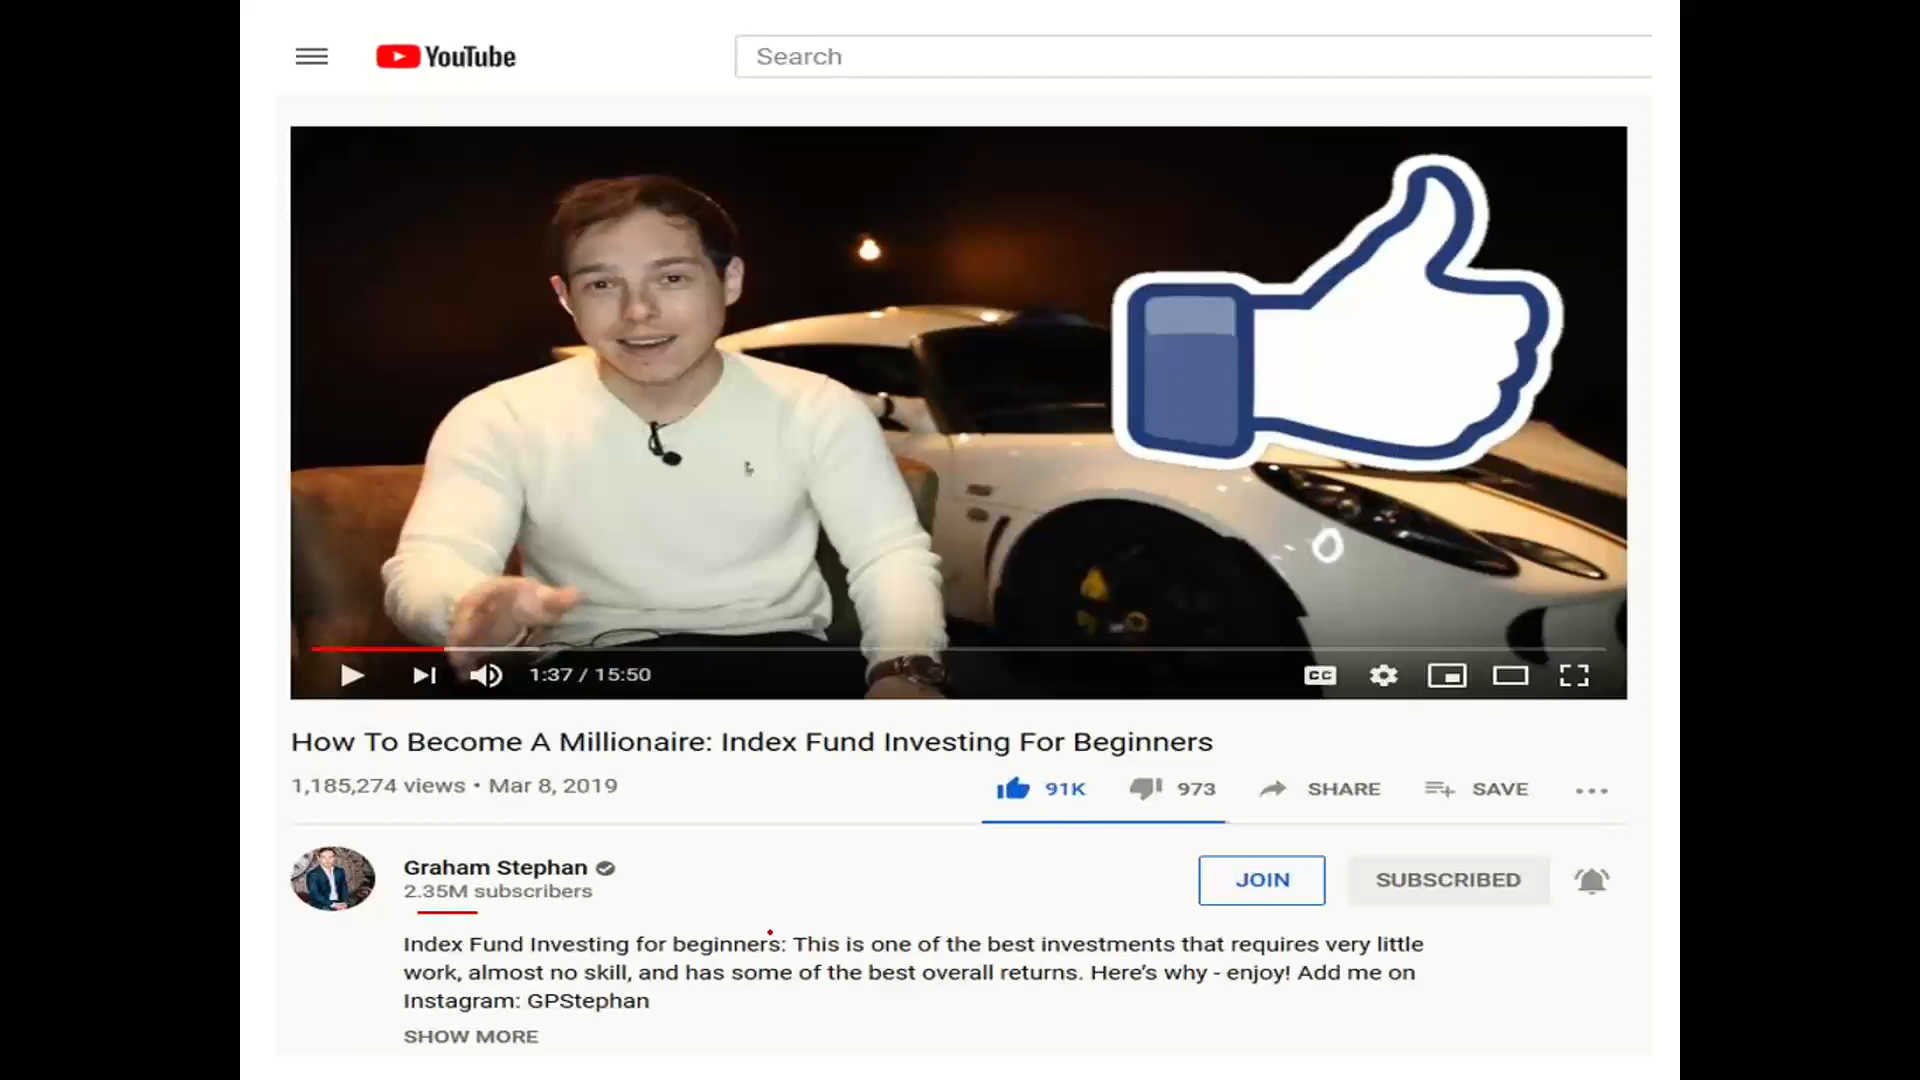 YouTube
Search
1:37 / 15:50
CC
How To Become A Millionaire: Index Fund Investing For Beginners
1,185,274 views • Mar 8, 2019
91K
973
SHARE
SAVE
Graham Stephan
2.35M subscribers
JOIN
SUBSCRIBED
Index Fund Investing for beginners: This is one of the best investments that requires very little
work, almost no skill, and has some of the best overall returns. Here’s why - enjoy! Add me on
Instagram: GPStephan
SHOW MORE